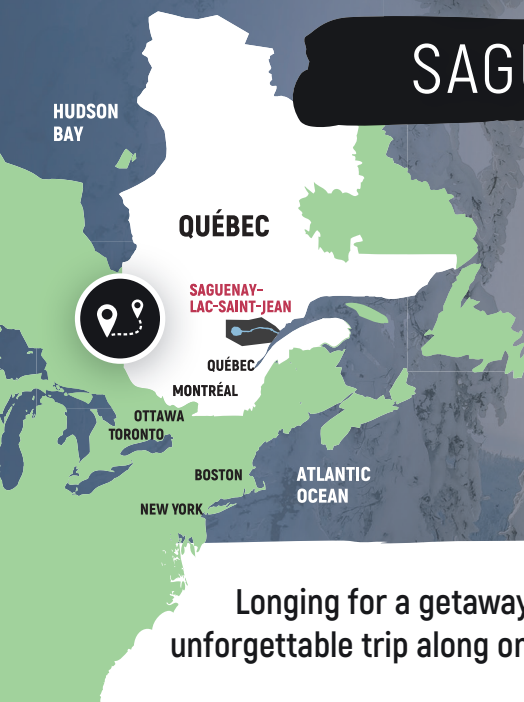 SAG
HUDSON
BAY
QUÉBEC
SAGUENAY–
LAC-SAINT-JEAN
QUÉBEC
MONTRÉAL
OTTAWA
TORONTO
BOSTON
ATLANTIC
OCEAN
NEW YORK
Longing for a getaway
unforgettable trip along or